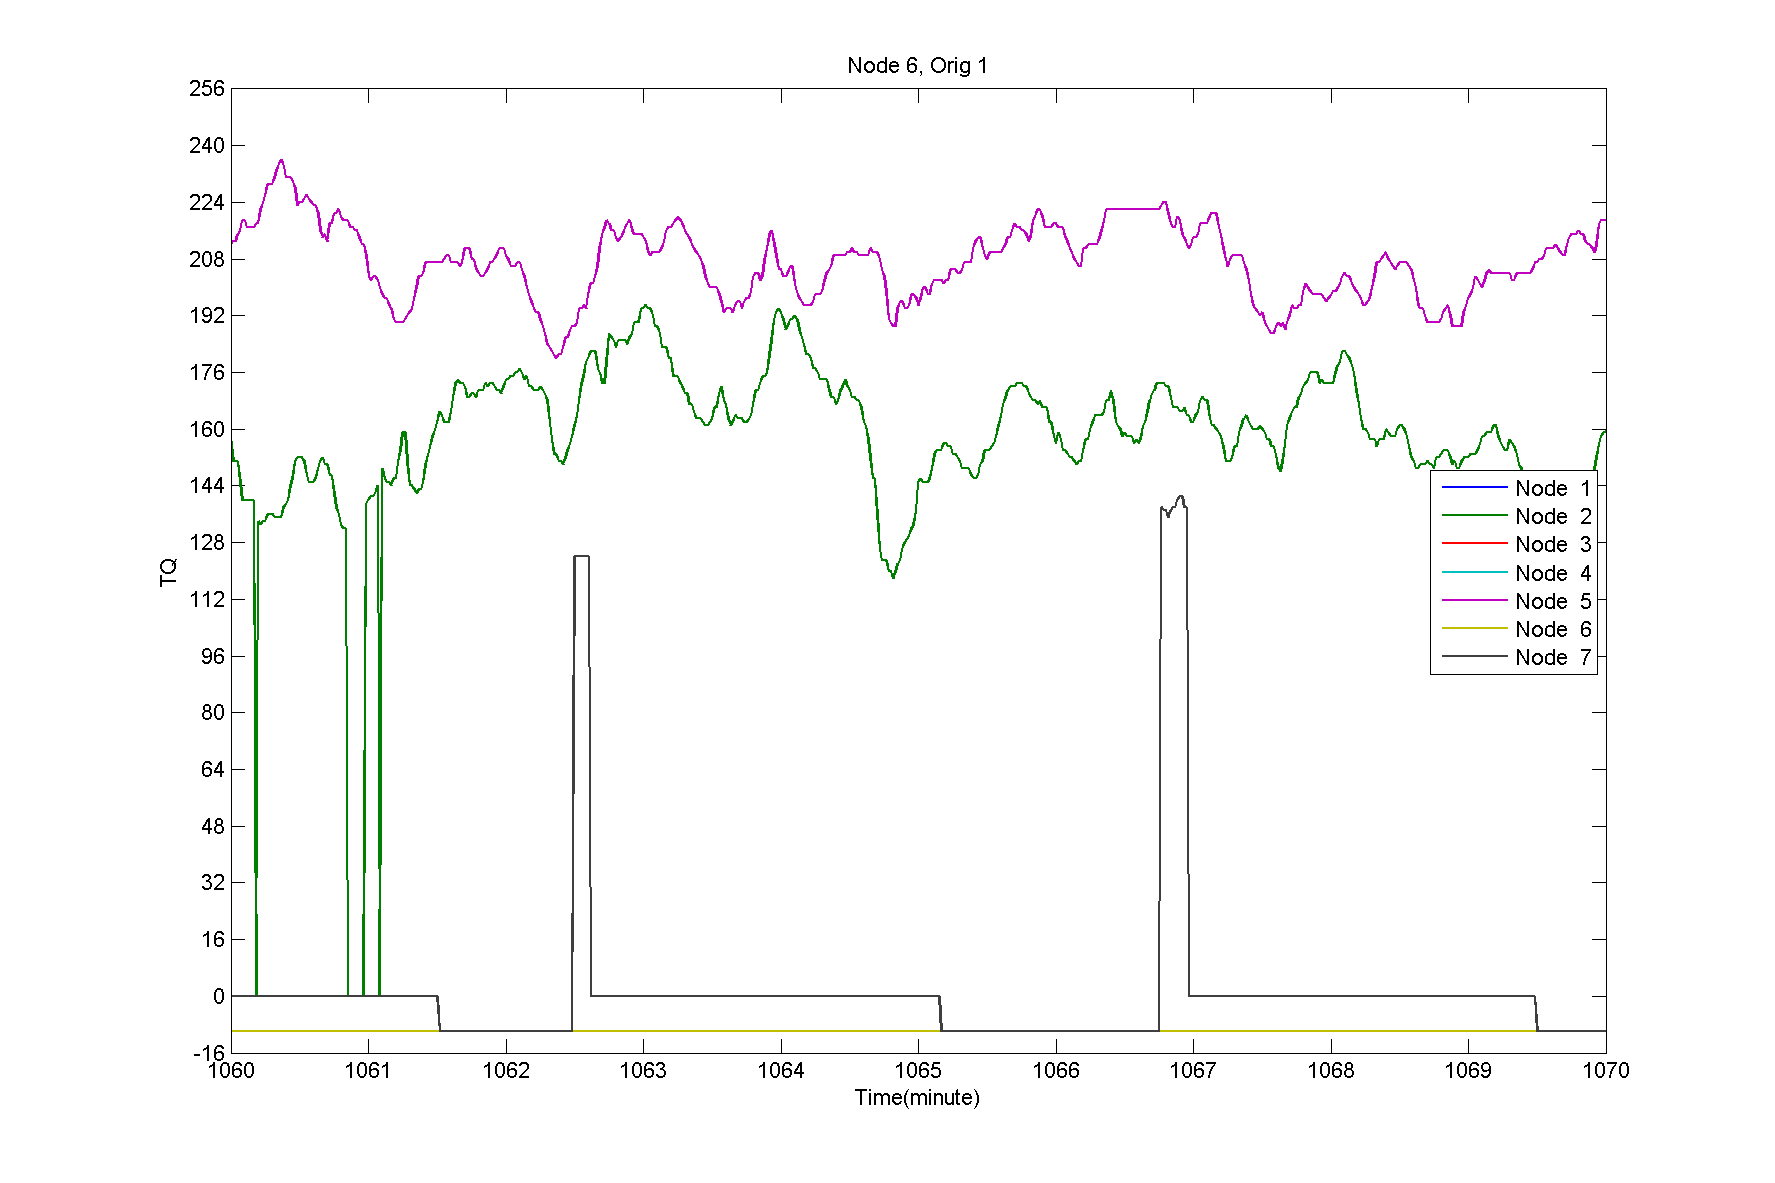 Node 6, Orig 1
256
240
224
208
192
176
160
144
128
112
96
80
64
48
32
16
0
-16
TQ
Node 1
Node 2
Node 3
Node 4
Node 5
Node 6
Node 7
1060 1061 1062 1063 1064 1065 1066 1067 1068 1069 1070
Time(minute)